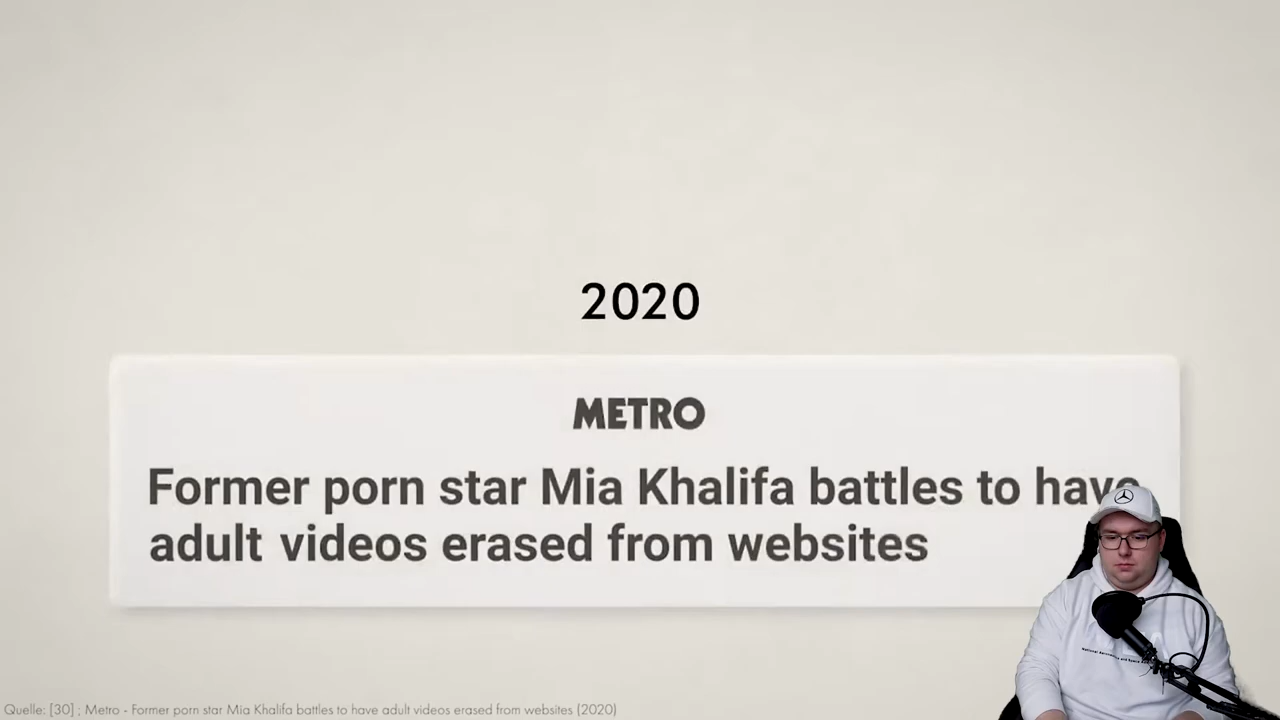 2020
METRO
Former porn star Mia Khalifa battles to have
adult videos erased from websites
Quelle: [30] ; Metro - Former porn star Mia Khalifa battles to have adult videos erased from websites (2020)